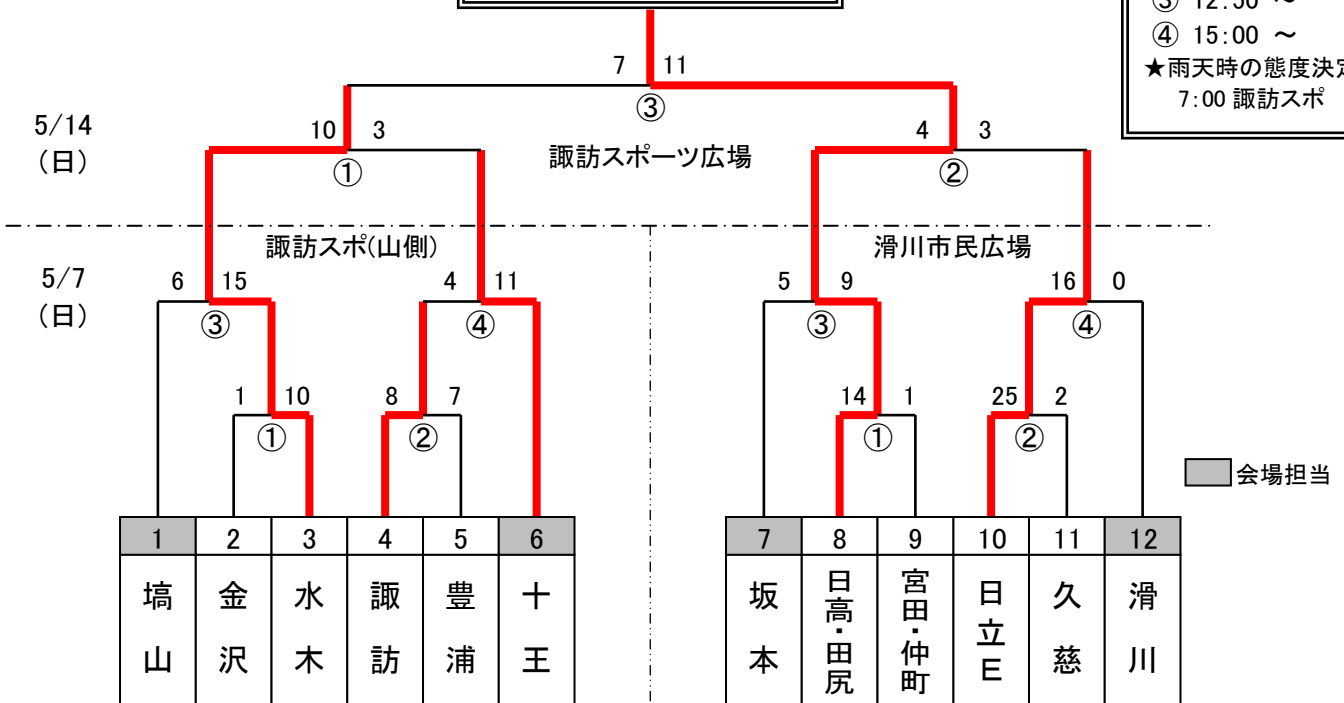 ③ 12:50 ～
④ 15:00 ～
★雨天時の態度決定
7:00 諏訪スポ
7 11
③
5/14
（日）
10 3
①
諏訪スポーツ広場
4 3
②
諏訪スポ(山側)
滑川市民広場
5/7
（日）
6 15
③
4 11
④
5 9
③
16 0
④
1 10
①
8 7
②
14 1
①
25 2
②
会場担当
1 2 3 4 5 6
7 8 9 10 11 12
塙山
金沢
水木
諏訪
豊浦
十王
坂本
日高・田尻
宮田・仲町
日立E
久慈
滑川